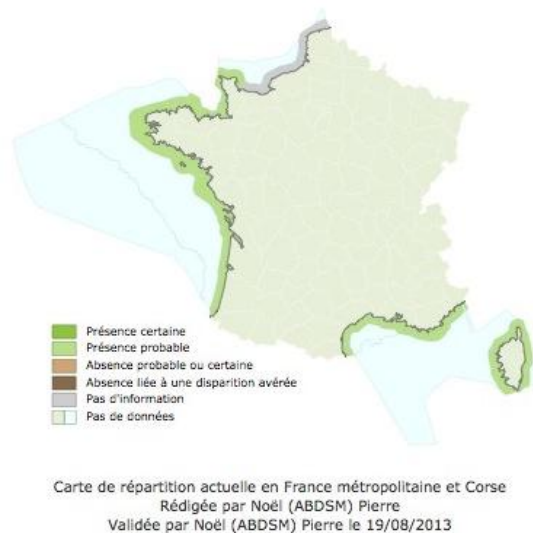 Présence certaine
Présence probable
Absence probable ou certaine
Absence liée à une disparition avérée
Pas d'information
Pas de données
Carte de répartition actuelle en France métropolitaine et Corse
Rédigée par Noël (ABDSM) Pierre
Validée par Noël (ABDSM) Pierre le 19/08/2013